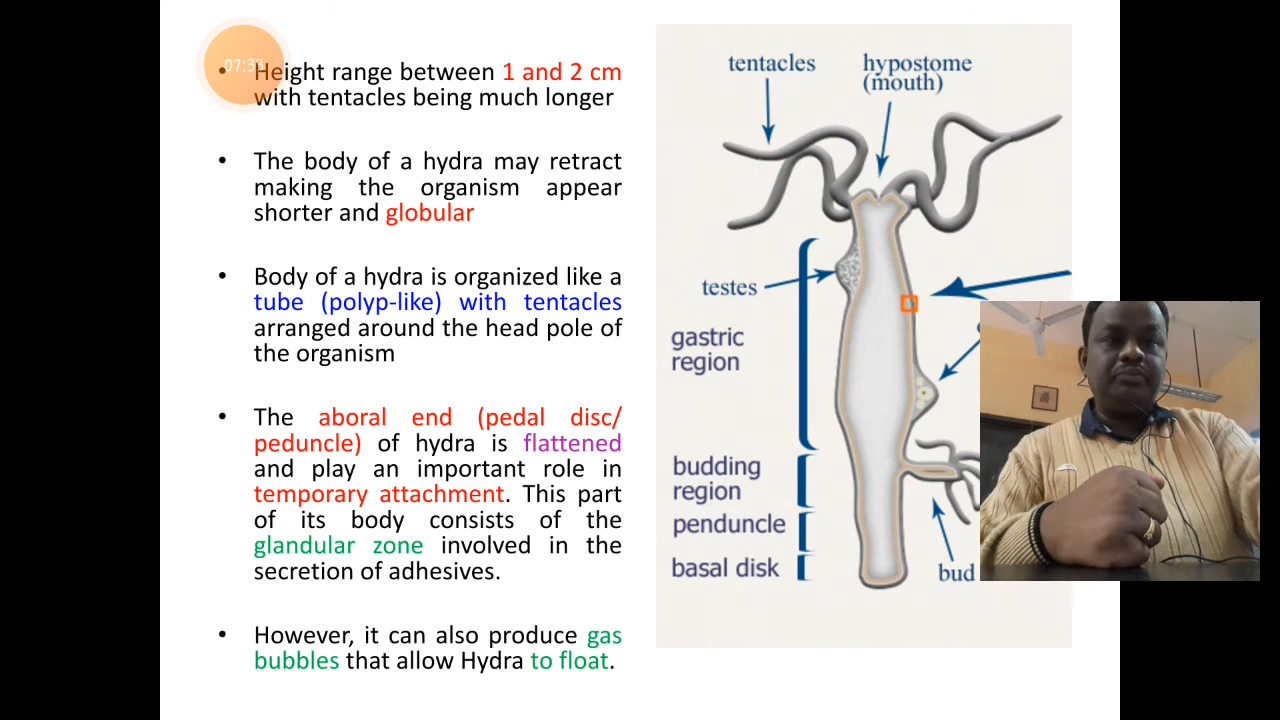 07:33
• Height range between 1 and 2 cm
with tentacles being much longer
• The body of a hydra may retract
making the organism appear
shorter and globular
• Body of a hydra is organized like a
tube (polyp-like) with tentacles
arranged around the head pole of
the organism
• The aboral end (pedal disc/
peduncle) of hydra is flattened
and play an important role in
temporary attachment. This part
of its body consists of the
glandular zone involved in the
secretion of adhesives.
• However, it can also produce gas
bubbles that allow Hydra to float.
tentacles
hypostome
(mouth)
testes
gastric
region
budding
region
penduncle
basal disk
bud